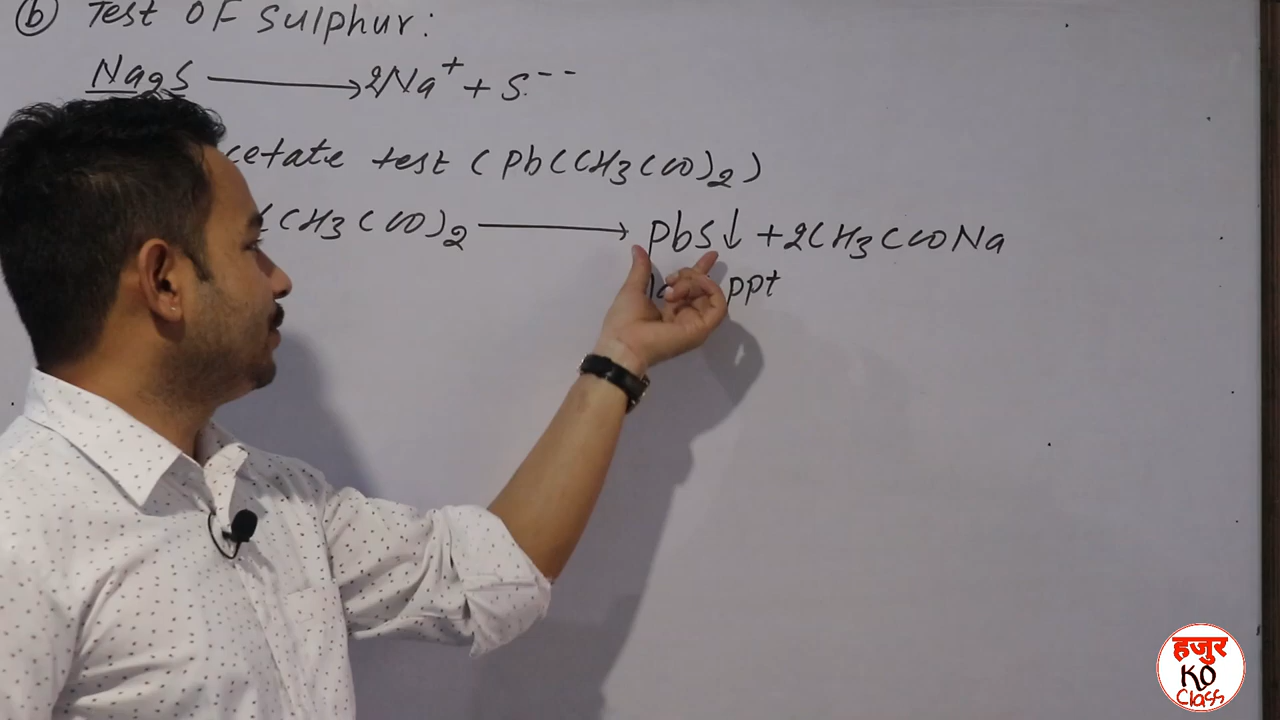 ⓑ Test OF Sulphur:
Na2S ⟶ 2Na⁺ + S⁻⁻
cetate test (Pb(CH3COO)2)
(CH3COO)2 ⟶ PbS↓ + 2CH3COONa
ppt
हजुर
KO
Class